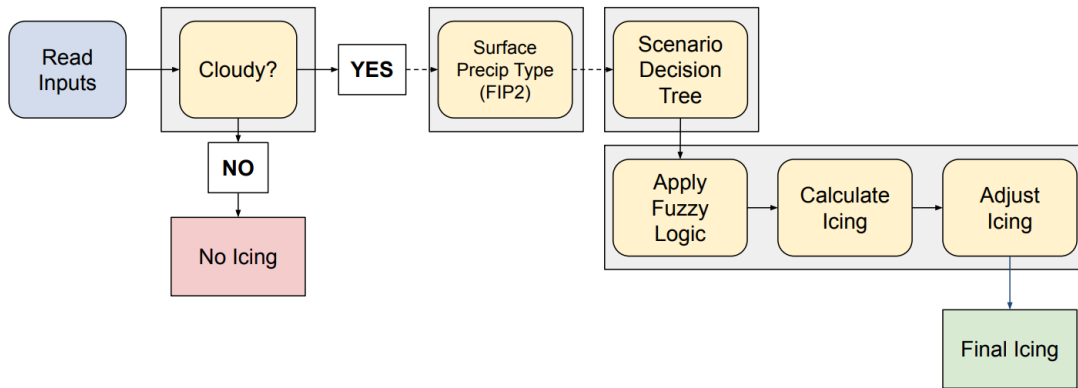 Read
Inputs
Cloudy?
YES
Surface
Precip Type
(FIP2)
Scenario
Decision
Tree
NO
No Icing
Apply
Fuzzy
Logic
Calculate
Icing
Adjust
Icing
Final Icing